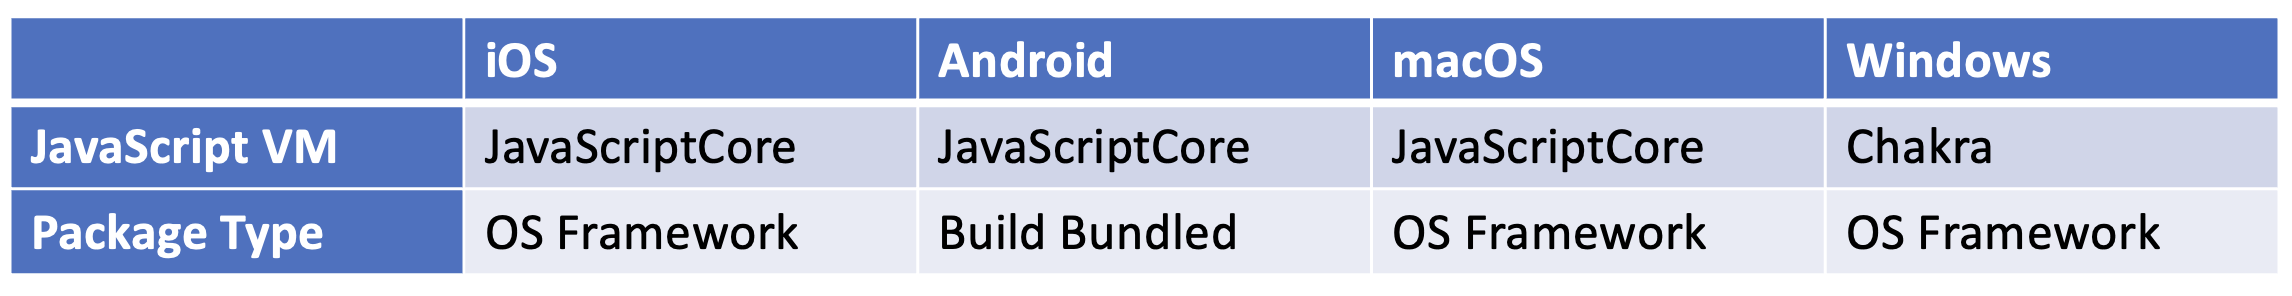 iOS Android macOS Windows
JavaScript VM JavaScriptCore JavaScriptCore JavaScriptCore Chakra
Package Type OS Framework Build Bundled OS Framework OS Framework